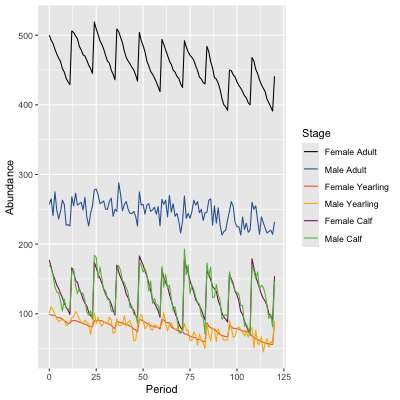 500
400
300
200
100
0
25
50
75
100
125
Abundance
Period
Stage
Female Adult
Male Adult
Female Yearling
Male Yearling
Female Calf
Male Calf